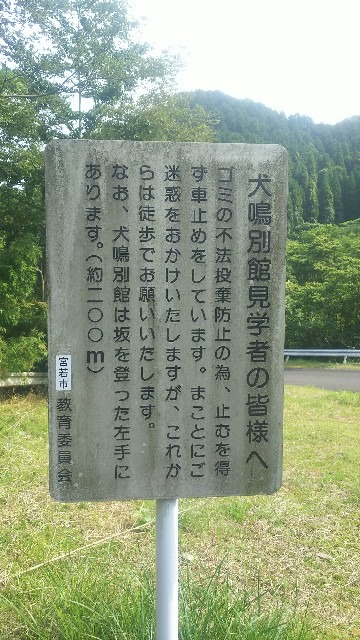 犬鳴別館見学者の皆様へ
ゴミの不法投棄防止の為、止むを得
ず車止めをしています。まことにご
迷惑をおかけいたしますが、これか
らは徒歩でお願いいたします。
なお、犬鳴別館は坂を登った左手に
あります。(約二〇〇m)
宮若市教育委員会